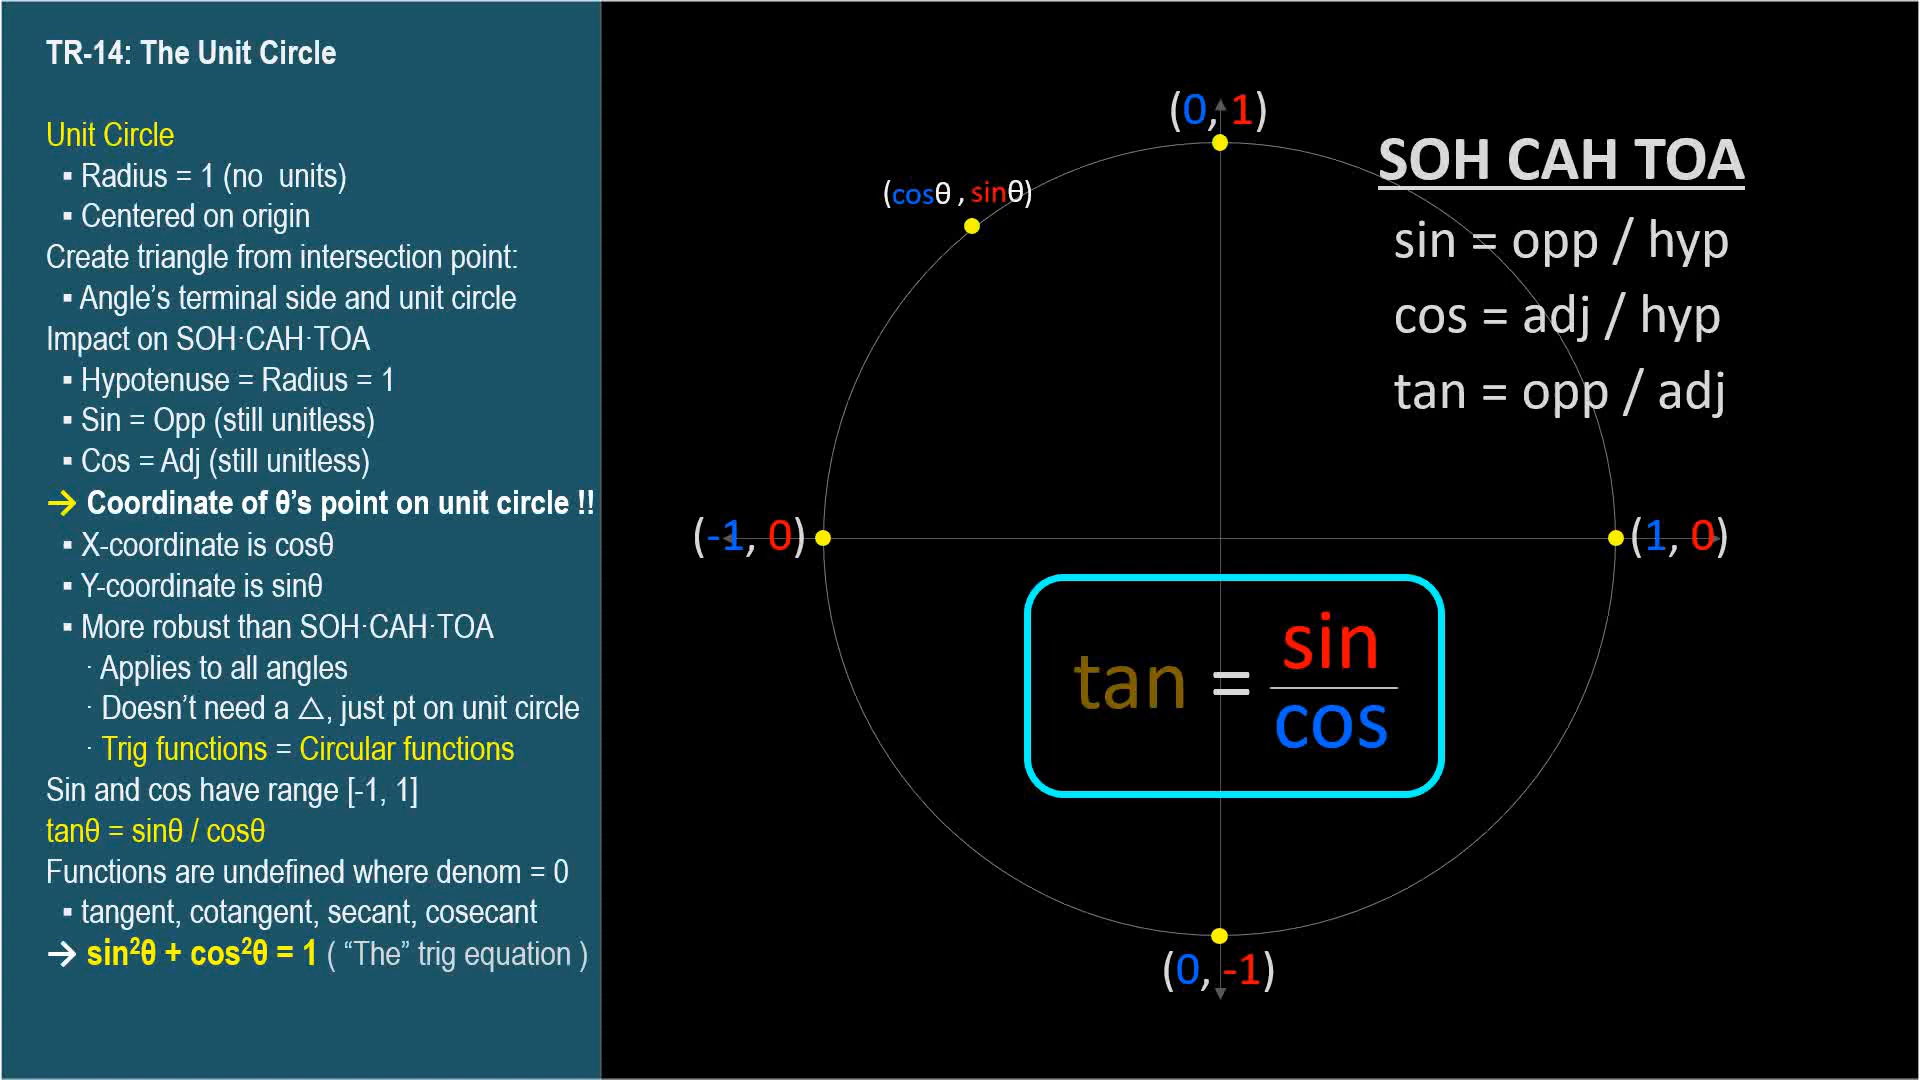 TR-14: The Unit Circle
Unit Circle
▪ Radius = 1 (no  units)
▪ Centered on origin
Create triangle from intersection point:
▪ Angle’s terminal side and unit circle
Impact on SOH·CAH·TOA
▪ Hypotenuse = Radius = 1
▪ Sin = Opp (still unitless)
▪ Cos = Adj (still unitless)
→ Coordinate of θ’s point on unit circle !!
▪ X-coordinate is cosθ
▪ Y-coordinate is sinθ
▪ More robust than SOH·CAH·TOA
· Applies to all angles
· Doesn’t need a △, just pt on unit circle
· Trig functions = Circular functions
Sin and cos have range [-1, 1]
tanθ = sinθ / cosθ
Functions are undefined where denom = 0
▪ tangent, cotangent, secant, cosecant
→ sin²θ + cos²θ = 1 ( “The” trig equation )
(0, 1)
(cosθ , sinθ)
(-1, 0)
(1, 0)
(0, -1)
SOH CAH TOA
sin = opp / hyp
cos = adj / hyp
tan = opp / adj
tan = sin
cos